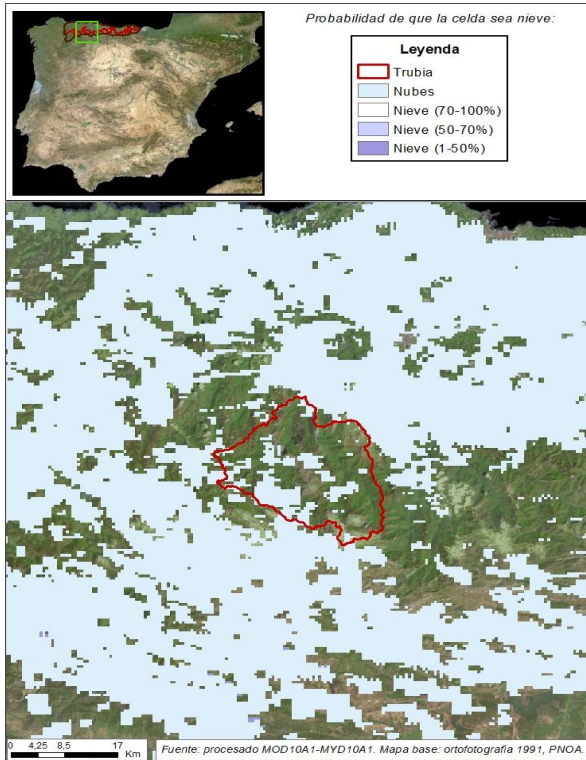 Probabilidad de que la celda sea nieve:
Leyenda
Trubia
Nubes
Nieve (70-100%)
Nieve (50-70%)
Nieve (1-50%)
0 4,25 8,5 17
Km
Fuente: procesado MOD10A1-MYD10A1. Mapa base: ortofotografía 1991, PNOA.